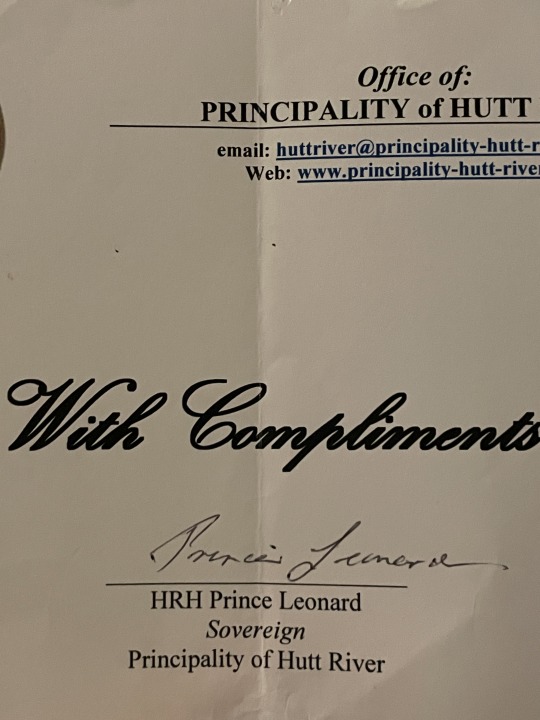 Office of:
PRINCIPALITY of HUTT
email: huttriver@principality-hutt-r
Web: www.principality-hutt-river
With Compliments
Prince Leonard
HRH Prince Leonard
Sovereign
Principality of Hutt River